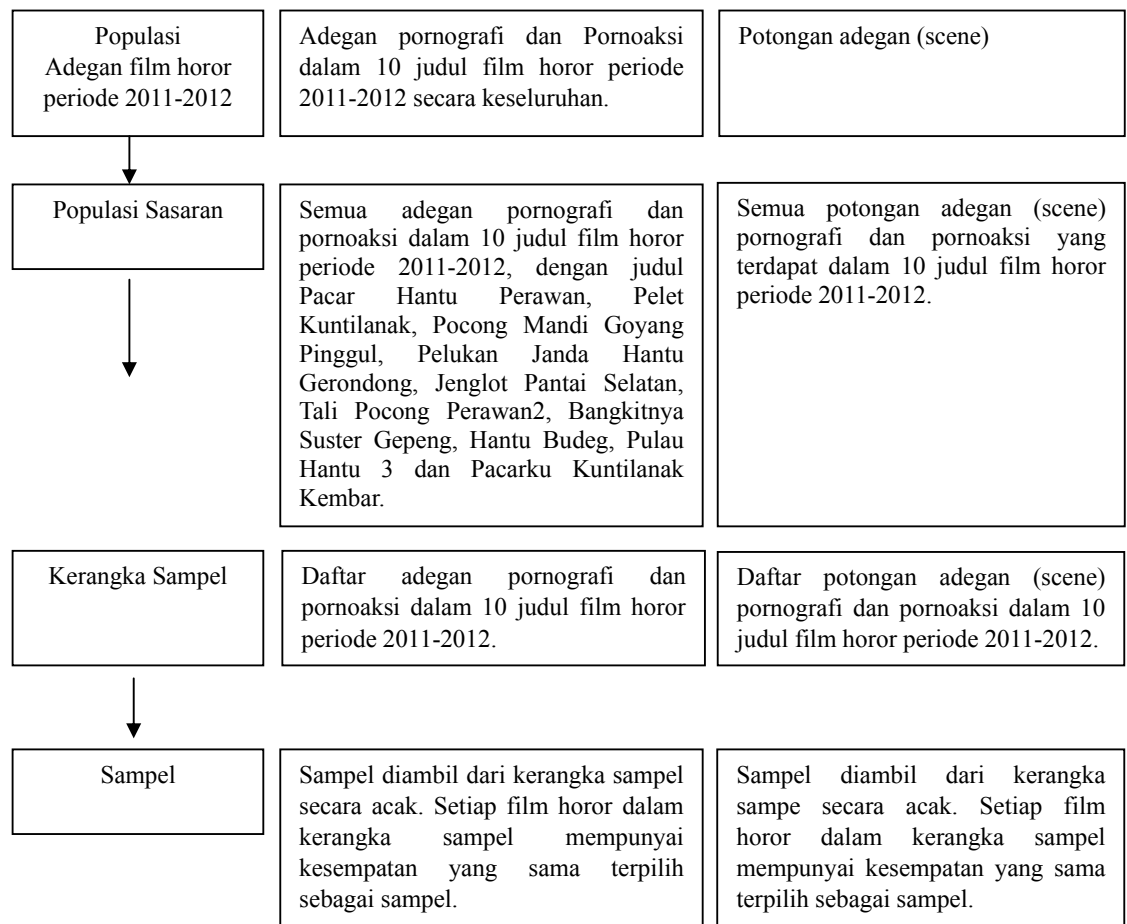 Populasi
Adegan film horor
periode 2011-2012
Adegan pornografi dan Pornoaksi
dalam 10 judul film horor periode
2011-2012 secara keseluruhan.
Potongan adegan (scene)
Populasi Sasaran
Semua adegan pornografi dan
pornoaksi dalam 10 judul film horor
periode 2011-2012, dengan judul
Pacar Hantu Perawan, Pelet
Kuntilanak, Pocong Mandi Goyang
Pinggul, Pelukan Janda Hantu
Gerondong, Jenglot Pantai Selatan,
Tali Pocong Perawan2, Bangkitnya
Suster Gepeng, Hantu Budeg, Pulau
Hantu 3 dan Pacarku Kuntilanak
Kembar.
Semua potongan adegan (scene)
pornografi dan pornoaksi yang
terdapat dalam 10 judul film horor
periode 2011-2012.
Kerangka Sampel
Daftar adegan pornografi dan
pornoaksi dalam 10 judul film horor
periode 2011-2012.
Daftar potongan adegan (scene)
pornografi dan pornoaksi dalam 10
judul film horor periode 2011-2012.
Sampel
Sampel diambil dari kerangka sampel
secara acak. Setiap film horor dalam
kerangka sampel mempunyai
kesempatan yang sama terpilih
sebagai sampel.
Sampel diambil dari kerangka
sampe secara acak. Setiap film
horor dalam kerangka sampel
mempunyai kesempatan yang sama
terpilih sebagai sampel.